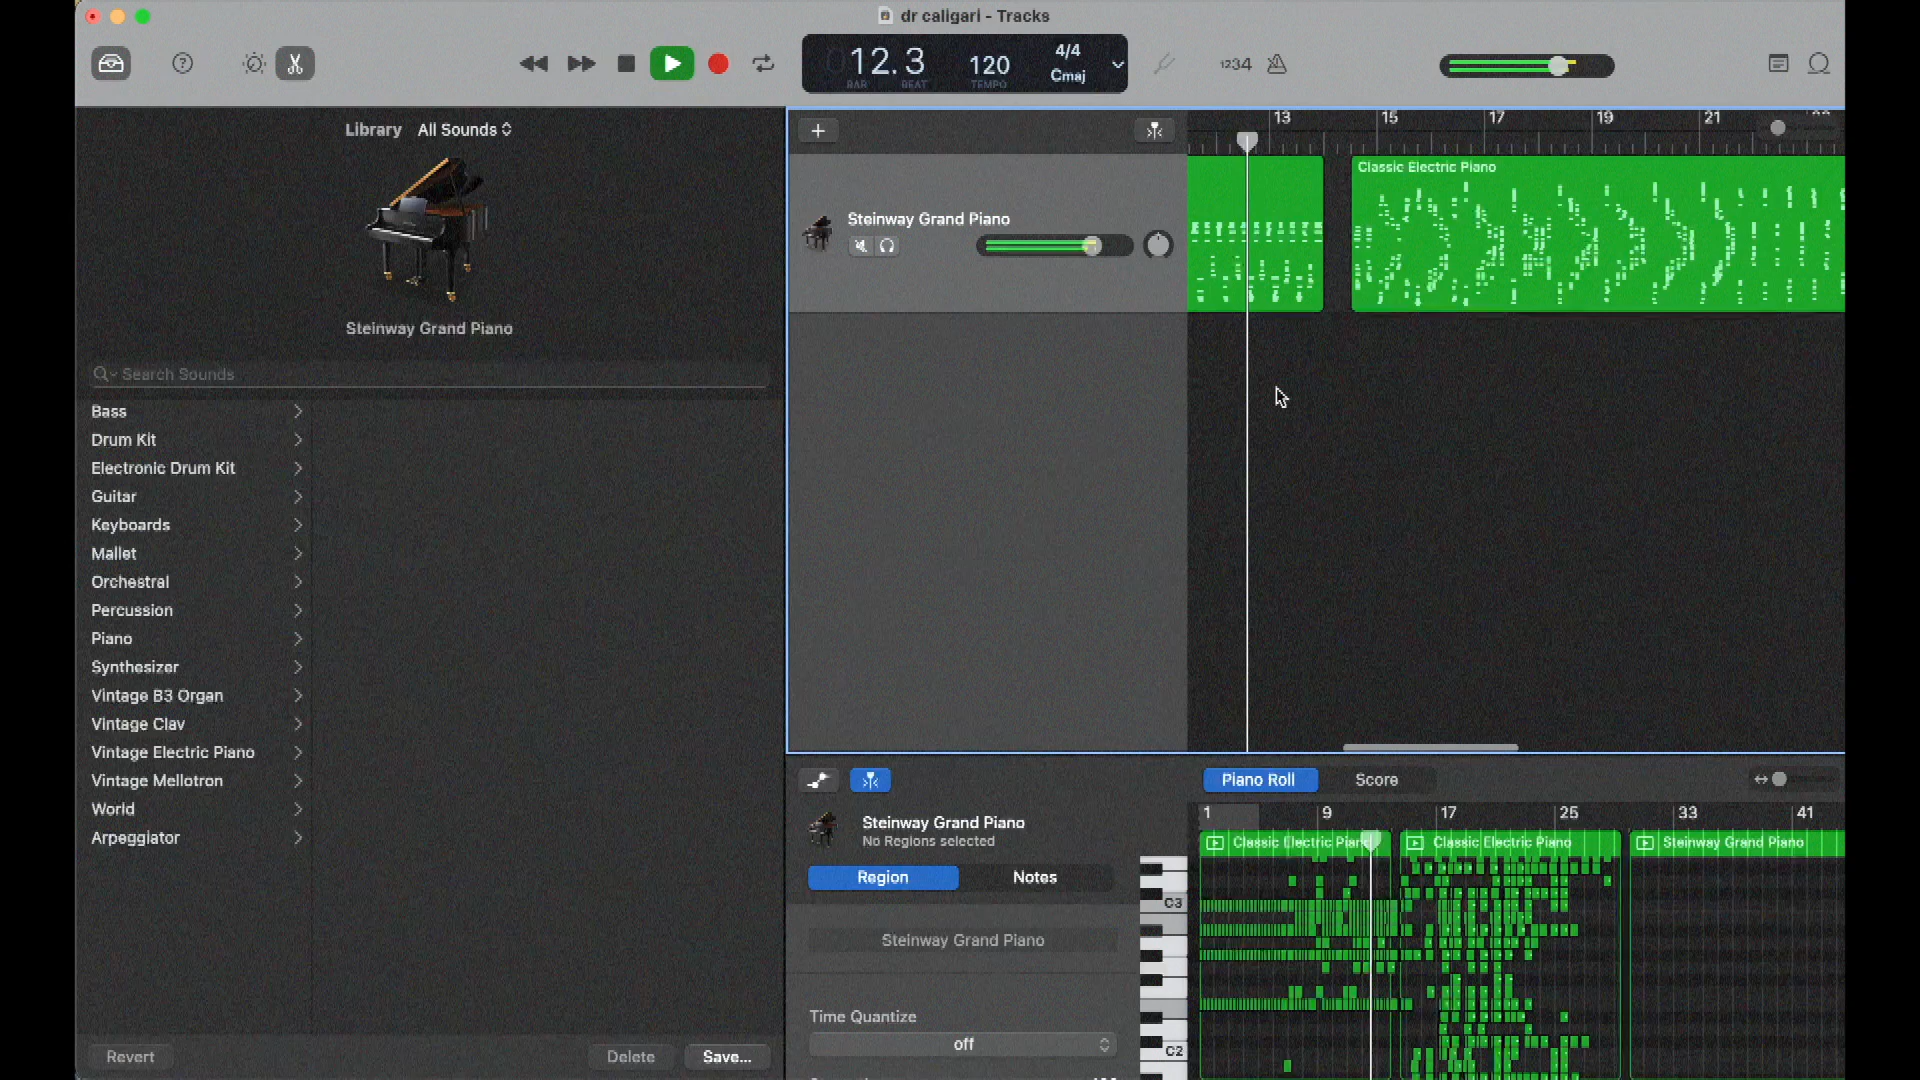 dr caligari - Tracks
12.3
BAR
BEAT
120
TEMPO
4/4
Cmaj
1234
Library
All Sounds
Steinway Grand Piano
Search Sounds
Bass
Drum Kit
Electronic Drum Kit
Guitar
Keyboards
Mallet
Orchestral
Percussion
Piano
Synthesizer
Vintage B3 Organ
Vintage Clav
Vintage Electric Piano
Vintage Mellotron
World
Arpeggiator
Revert
Delete
Save...
13 15 17 19 21
Steinway Grand Piano
Classic Electric Piano
Piano Roll
Score
1 9 17 25 33 41
Steinway Grand Piano
No Regions selected
Region
Notes
Classic Electric Piano
Classic Electric Piano
Steinway Grand Piano
C3
Steinway Grand Piano
Time Quantize
off
C2